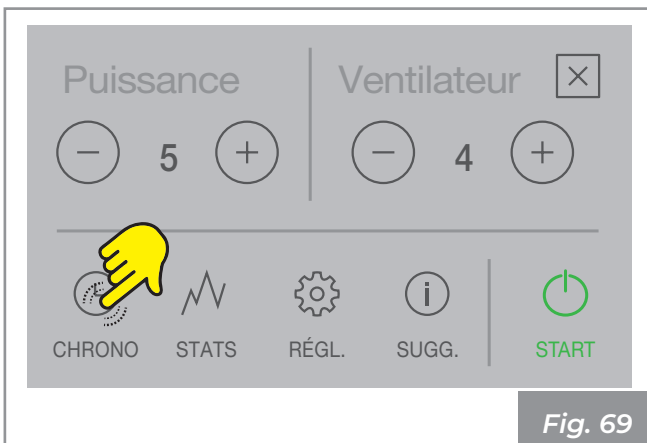 Puissance
Ventilateur
5
4
CHRONO
STATS
RÉGL.
SUGG.
START
Fig. 69